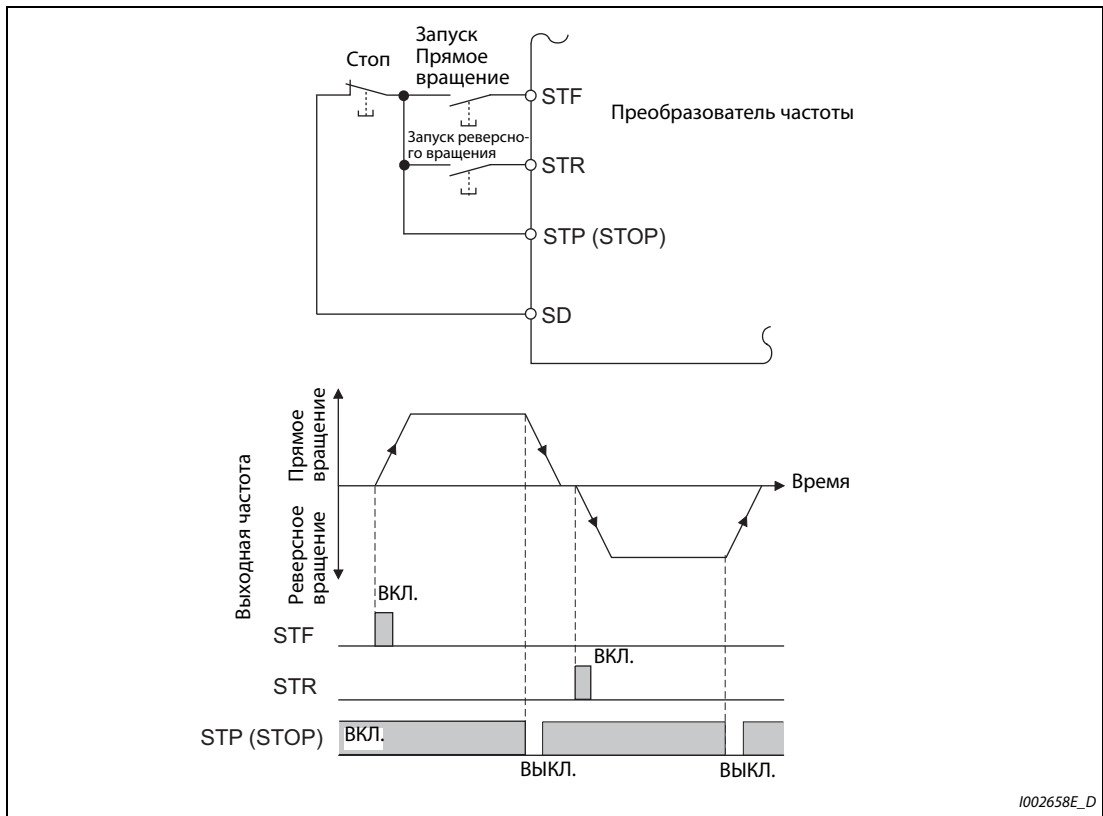 Стоп
Запуск
Прямое
вращение
STF
Преобразователь частоты
Запуск реверсно-
го вращения
STR
STP (STOP)
SD
Выходная частота
Прямое
вращение
Реверсное
вращение
Время
ВКЛ.
STF
ВКЛ.
STR
STP (STOP)
ВКЛ.
ВЫКЛ.
ВЫКЛ.
I002658E_D